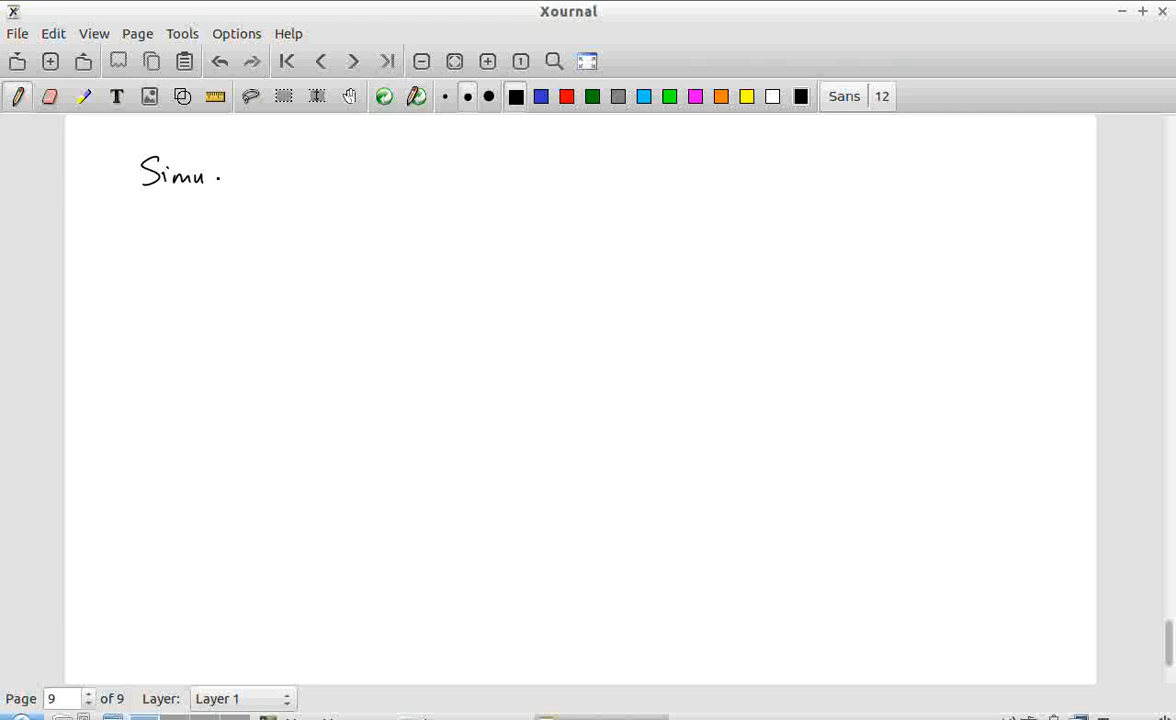 Xournal
File Edit View Page Tools Options Help
Sans 12
Simu
Page 9 of 9 Layer: Layer 1